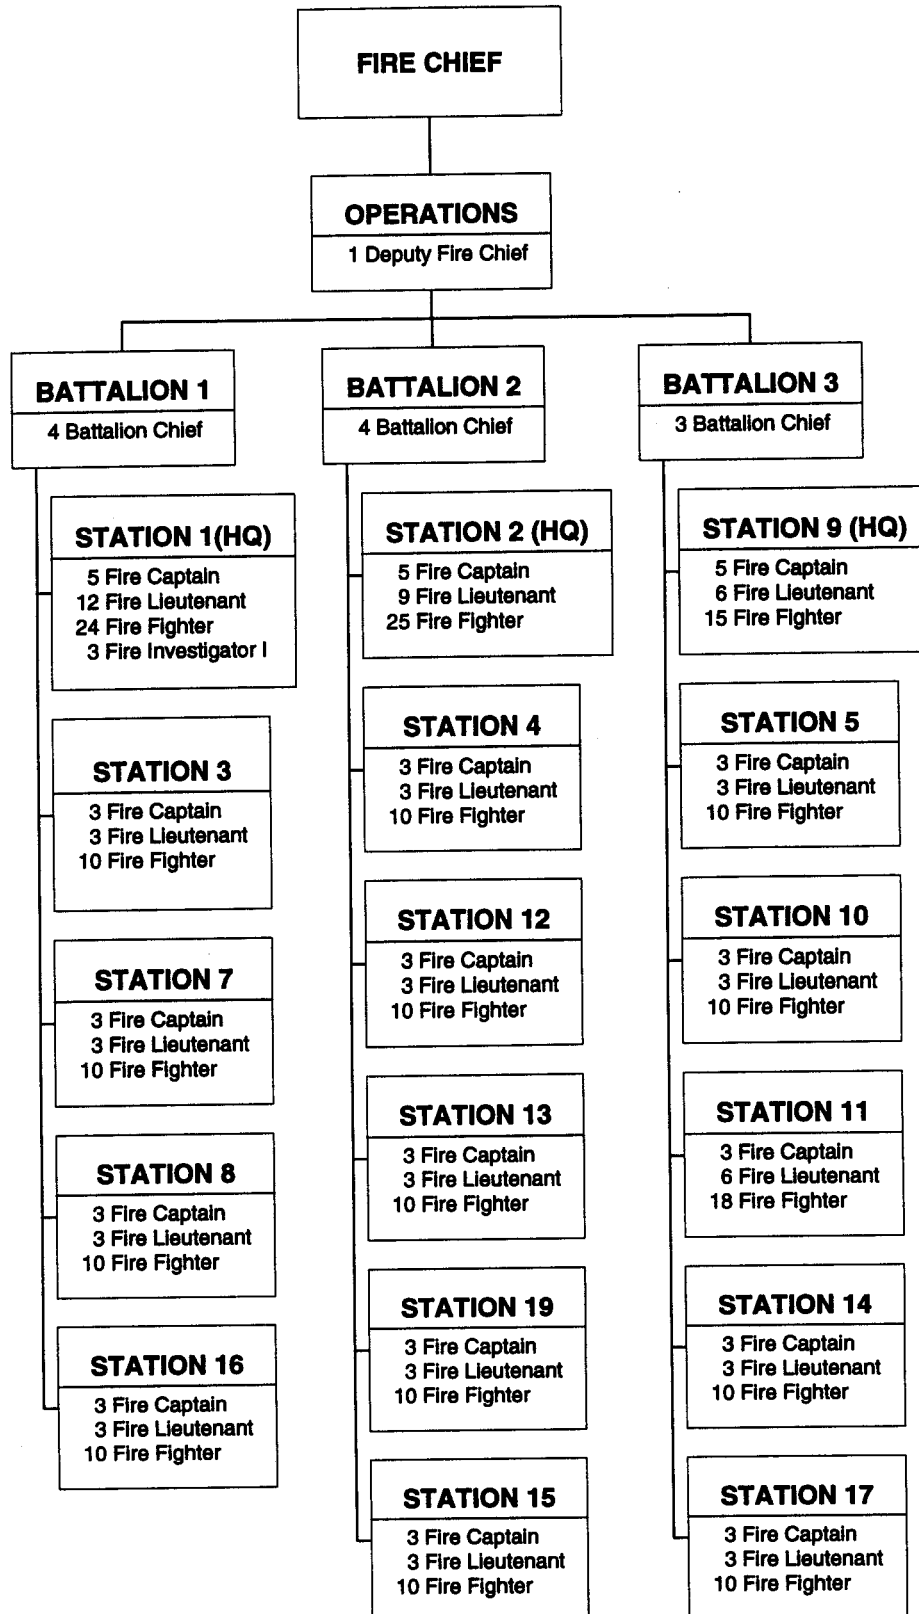 FIRE CHIEF
OPERATIONS
1 Deputy Fire Chief
BATTALION 1
4 Battalion Chief
STATION 1(HQ)
5 Fire Captain
12 Fire Lieutenant
24 Fire Fighter
3 Fire Investigator I
STATION 3
3 Fire Captain
3 Fire Lieutenant
10 Fire Fighter
STATION 7
3 Fire Captain
3 Fire Lieutenant
10 Fire Fighter
STATION 8
3 Fire Captain
3 Fire Lieutenant
10 Fire Fighter
STATION 16
3 Fire Captain
3 Fire Lieutenant
10 Fire Fighter
BATTALION 2
4 Battalion Chief
STATION 2 (HQ)
5 Fire Captain
9 Fire Lieutenant
25 Fire Fighter
STATION 4
3 Fire Captain
3 Fire Lieutenant
10 Fire Fighter
STATION 12
3 Fire Captain
3 Fire Lieutenant
10 Fire Fighter
STATION 13
3 Fire Captain
3 Fire Lieutenant
10 Fire Fighter
STATION 19
3 Fire Captain
3 Fire Lieutenant
10 Fire Fighter
STATION 15
3 Fire Captain
3 Fire Lieutenant
10 Fire Fighter
BATTALION 3
3 Battalion Chief
STATION 9 (HQ)
5 Fire Captain
6 Fire Lieutenant
15 Fire Fighter
STATION 5
3 Fire Captain
3 Fire Lieutenant
10 Fire Fighter
STATION 10
3 Fire Captain
3 Fire Lieutenant
10 Fire Fighter
STATION 11
3 Fire Captain
6 Fire Lieutenant
18 Fire Fighter
STATION 14
3 Fire Captain
3 Fire Lieutenant
10 Fire Fighter
STATION 17
3 Fire Captain
3 Fire Lieutenant
10 Fire Fighter